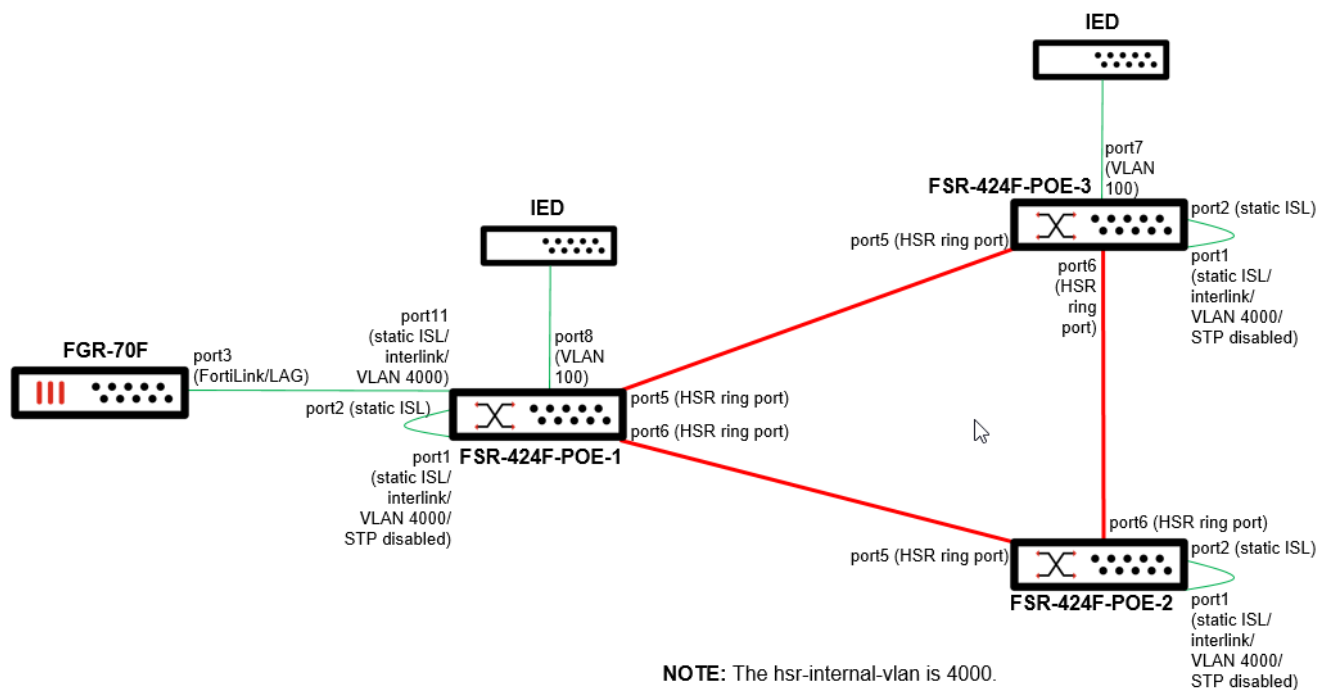 IED
port7
(VLAN
100)
FSR-424F-POE-3
port2 (static ISL)
port5 (HSR ring port)
port6
(HSR
ring
port)
port1
(static ISL/
interlink/
VLAN 4000/
STP disabled)
IED
port11
(static ISL/
interlink/
VLAN 4000)
port8
(VLAN
100)
FGR-70F
port3
(FortiLink/LAG)
port2 (static ISL)
port5 (HSR ring port)
port6 (HSR ring port)
FSR-424F-POE-1
port1
(static ISL/
interlink/
VLAN 4000/
STP disabled)
port6 (HSR ring port)
port5 (HSR ring port)
port2 (static ISL)
FSR-424F-POE-2
port1
(static ISL/
interlink/
VLAN 4000/
STP disabled)
NOTE: The hsr-internal-vlan is 4000.